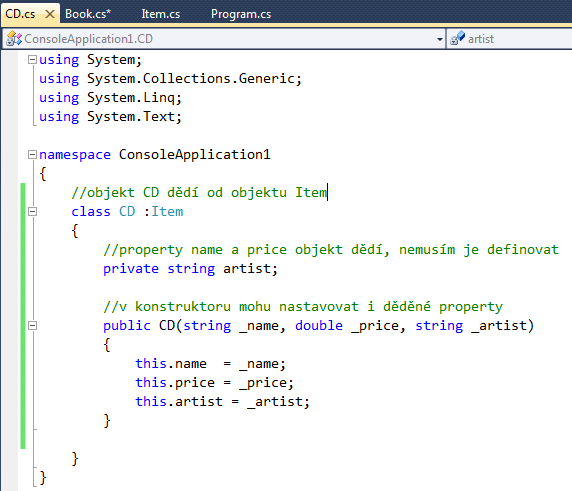 CD.cs Book.cs* Item.cs Program.cs
ConsoleApplication1.CD artist
using System;
using System.Collections.Generic;
using System.Linq;
using System.Text;
namespace ConsoleApplication1
{
//objekt CD dědí od objektu Item
class CD :Item
{
//property name a price objekt dědí, nemusím je definovat
private string artist;
//v konstruktoru mohu nastavovat i děděné property
public CD(string _name, double _price, string _artist)
{
this.name  = _name;
this.price = _price;
this.artist = _artist;
}
}
}